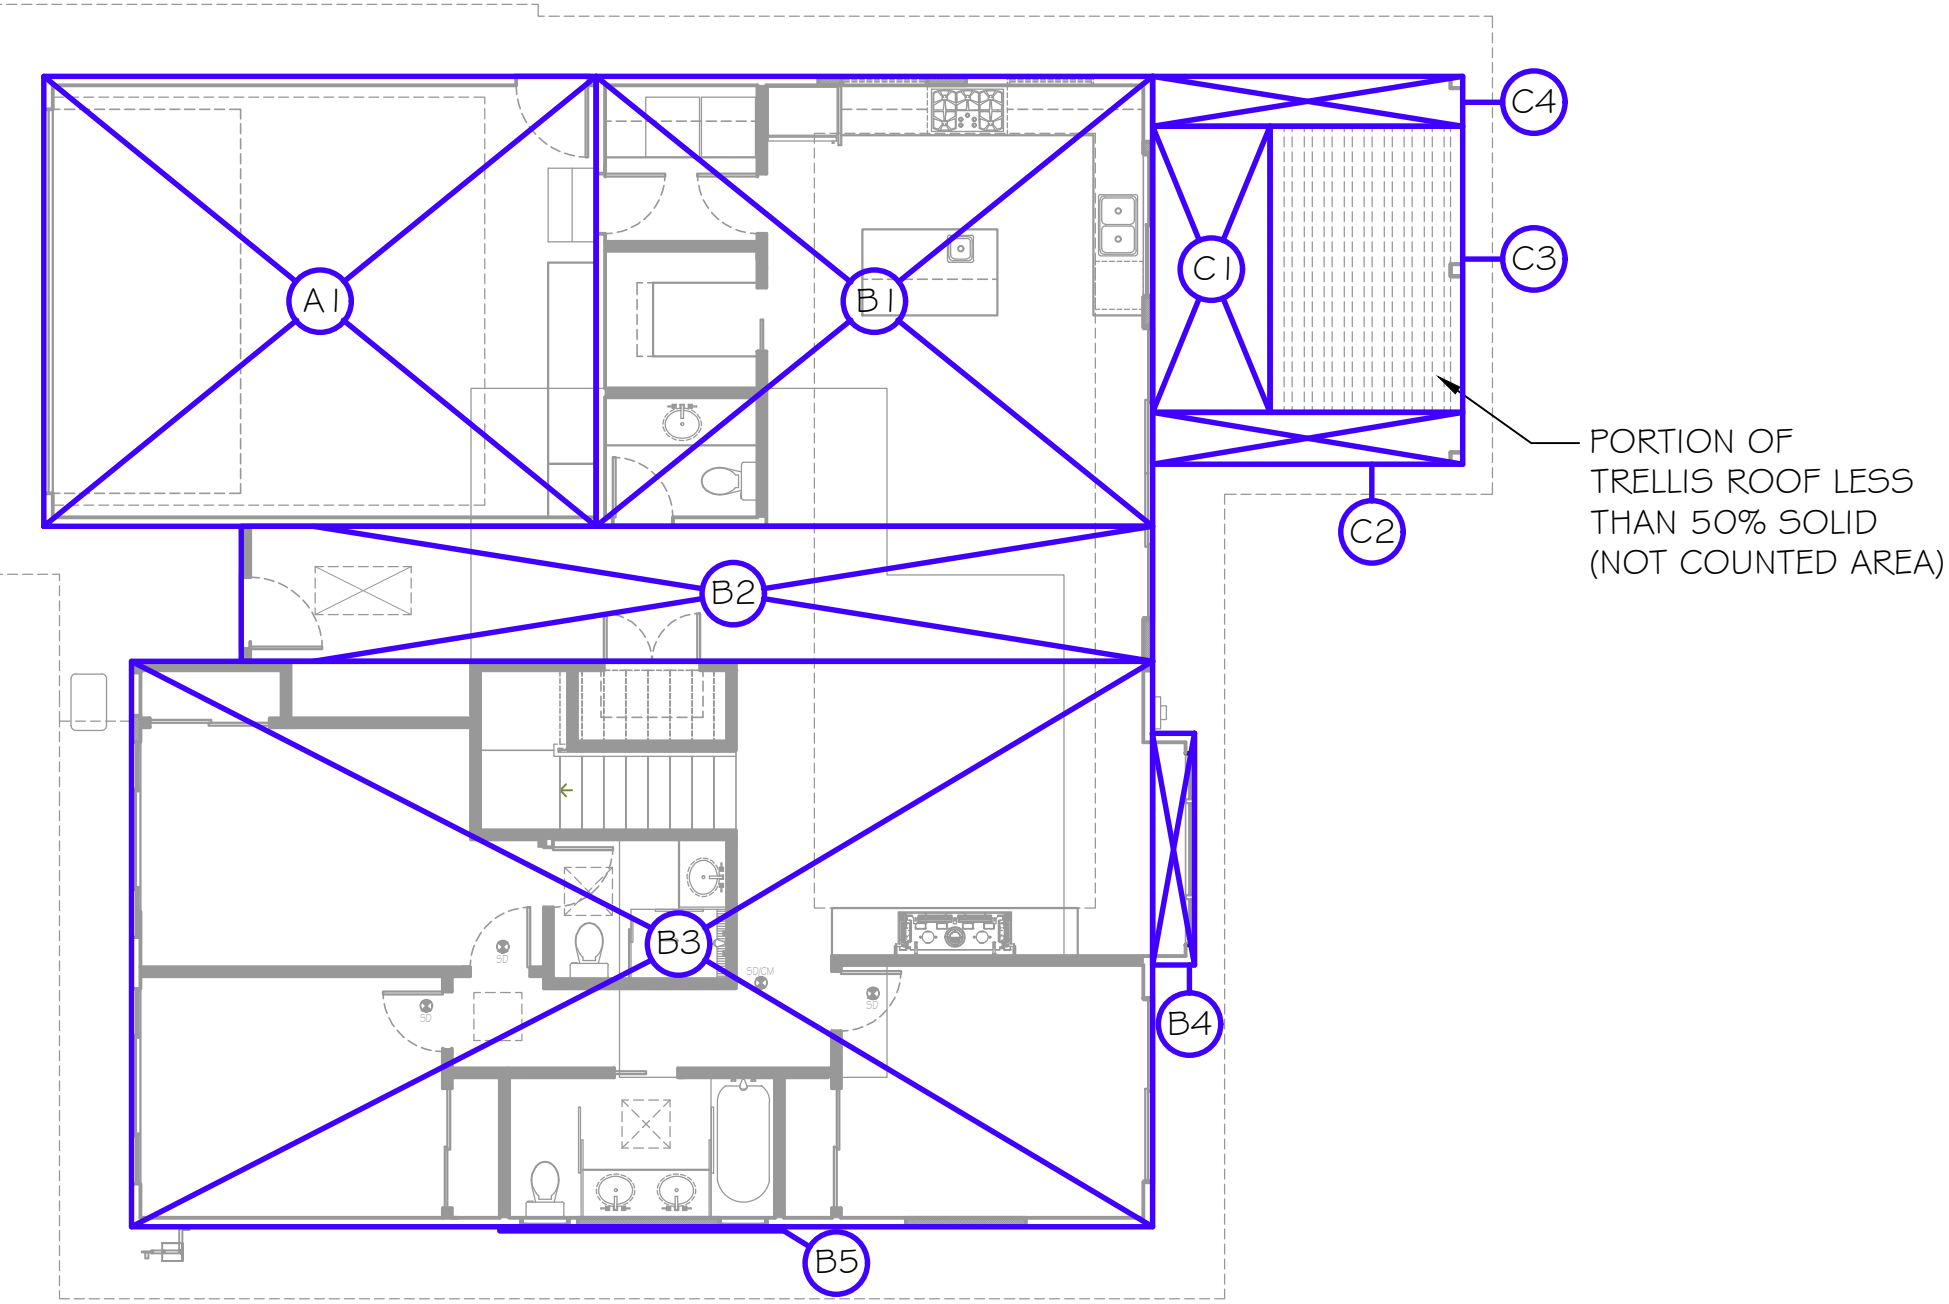 C4
A1
B1
C1
C3
PORTION OF
TRELLIS ROOF LESS
THAN 50% SOLID
(NOT COUNTED AREA)
C2
B2
B3
SD
SD/CM
SD
SD
B4
B5